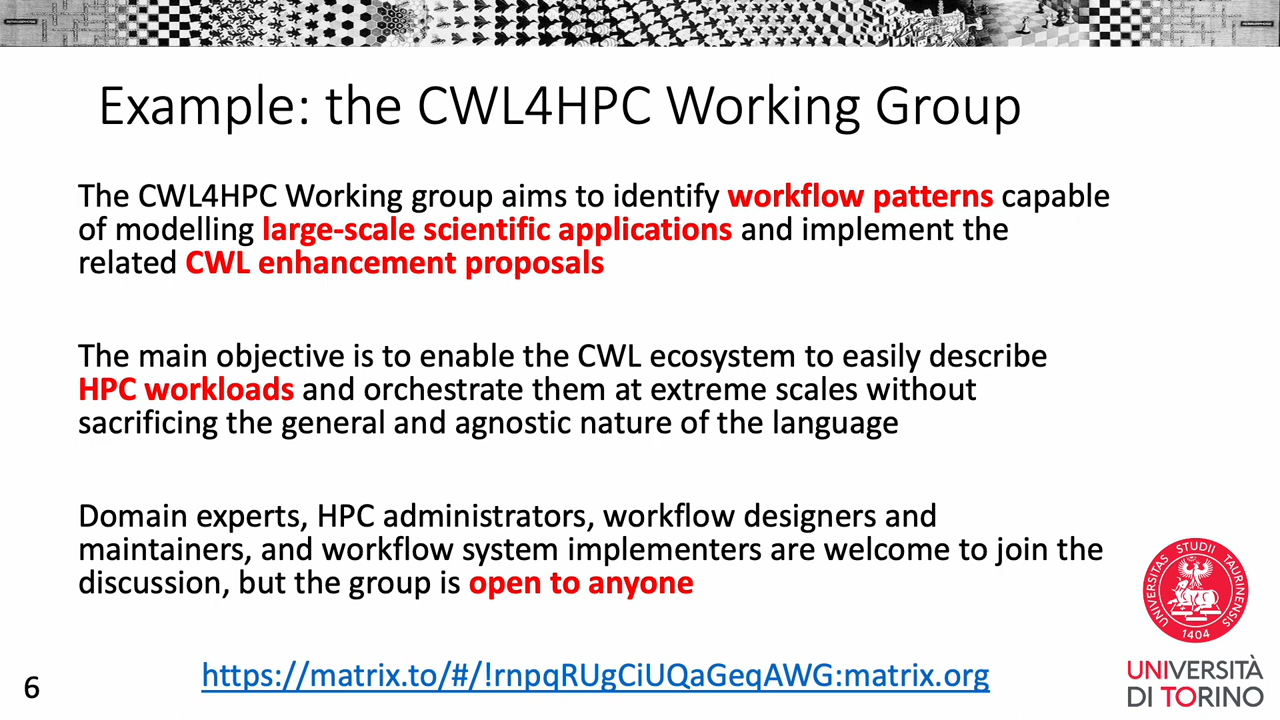 Example: the CWL4HPC Working Group
The CWL4HPC Working group aims to identify workflow patterns capable
of modelling large-scale scientific applications and implement the
related CWL enhancement proposals
The main objective is to enable the CWL ecosystem to easily describe
HPC workloads and orchestrate them at extreme scales without
sacrificing the general and agnostic nature of the language
Domain experts, HPC administrators, workflow designers and
maintainers, and workflow system implementers are welcome to join the
discussion, but the group is open to anyone
https://matrix.to/#/!rnpqRUgCiUQaGeqAWG:matrix.org
6
UNIVERSITAS STUDII TAURINENSIS
1404
UNIVERSITÀ
DI TORINO